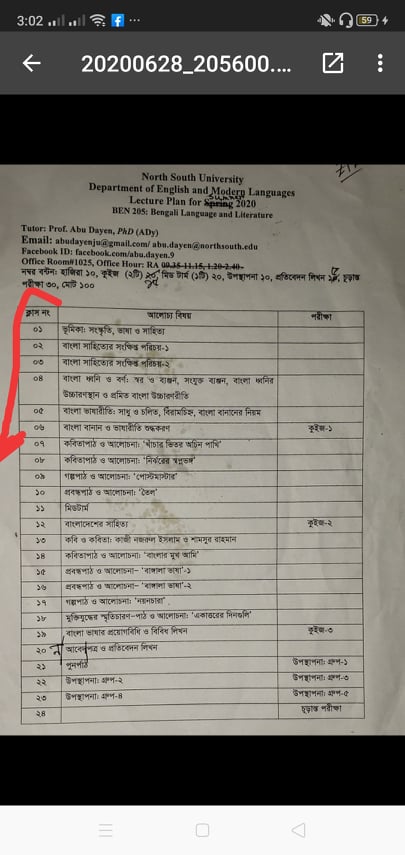 3:02
59
20200628_205600....
North South University
Department of English and Modern Languages
Summer
Lecture Plan for Spring 2020
BEN 205: Bengali Language and Literature
Tutor: Prof. Abu Dayen, PhD (ADy)
Email: abudayenju@gmail.com/ abu.dayen@northsouth.edu
Facebook ID: facebook.com/abu.dayen.9
Office Room#1025, Office Hour: RA 09.35-11.15, 1.20-2.40
নম্বর বন্টন: হাজিরা ১০, কুইজ (২টি) ২০, মিড টার্ম (১টি) ২০, উপস্থাপনা ১০, প্রতিবেদন লিখন চূড়ান্ত
পরীক্ষা ৩০, মোট ১০০
ক্লাস নং আলোচ্য বিষয় পরীক্ষা
০১ ভূমিকা: সংস্কৃতি, ভাষা ও সাহিত্য
০২ বাংলা সাহিত্যের সংক্ষিপ্ত পরিচয়-১
০৩ বাংলা সাহিত্যের সংক্ষিপ্ত পরিচয়-২
০৪ বাংলা ধ্বনি ও বর্ণ: স্বর ও ব্যঞ্জন, সংযুক্ত ব্যঞ্জন, বাংলা ধ্বনির
উচ্চারণস্থান ও প্রমিত বাংলা উচ্চারণরীতি
০৫ বাংলা ভাষারীতি: সাধু ও চলিত, বিরামচিহ্ন, বাংলা বানানের নিয়ম
০৬ বাংলা বানান ও ভাষারীতি শুদ্ধকরণ কুইজ-১
০৭ কবিতাপাঠ ও আলোচনা: 'খাঁচার ভিতর অচিন পাখি'
০৮ কবিতাপাঠ ও আলোচনা: 'নির্ঝরের স্বপ্নভঙ্গ'
০৯ গল্পপাঠ ও আলোচনা: 'পোস্টমাস্টার'
১০ প্রবন্ধপাঠ ও আলোচনা: 'তৈল'
১১ মিডটার্ম
১২ বাংলাদেশের সাহিত্য কুইজ-২
১৩ কবি ও কবিতা: কাজী নজরুল ইসলাম ও শামসুর রাহমান
১৪ কবিতাপাঠ ও আলোচনা: 'বাংলার মুখ আমি'
১৫ প্রবন্ধপাঠ ও আলোচনা- 'বাঙ্গালা ভাষা'-১
১৬ প্রবন্ধপাঠ ও আলোচনা- 'বাঙ্গালা ভাষা'-২
১৭ গল্পপাঠ ও আলোচনা: 'নয়নচারা'
১৮ মুক্তিযুদ্ধের স্মৃতিচারণ-পাঠ ও আলোচনা: 'একাত্তরের দিনগুলি'
১৯ বাংলা ভাষার প্রয়োগবিধি ও বিবিধ লিখন কুইজ-৩
২০ আবেদনপত্র ও প্রতিবেদন লিখন
২১ পুনর্পাঠ উপস্থাপনা: গ্রুপ-১
২২ উপস্থাপনা: গ্রুপ-২ উপস্থাপনা: গ্রুপ-৩
২৩ উপস্থাপনা: গ্রুপ-৪ উপস্থাপনা: গ্রুপ-৫
২৪ চূড়ান্ত পরীক্ষা